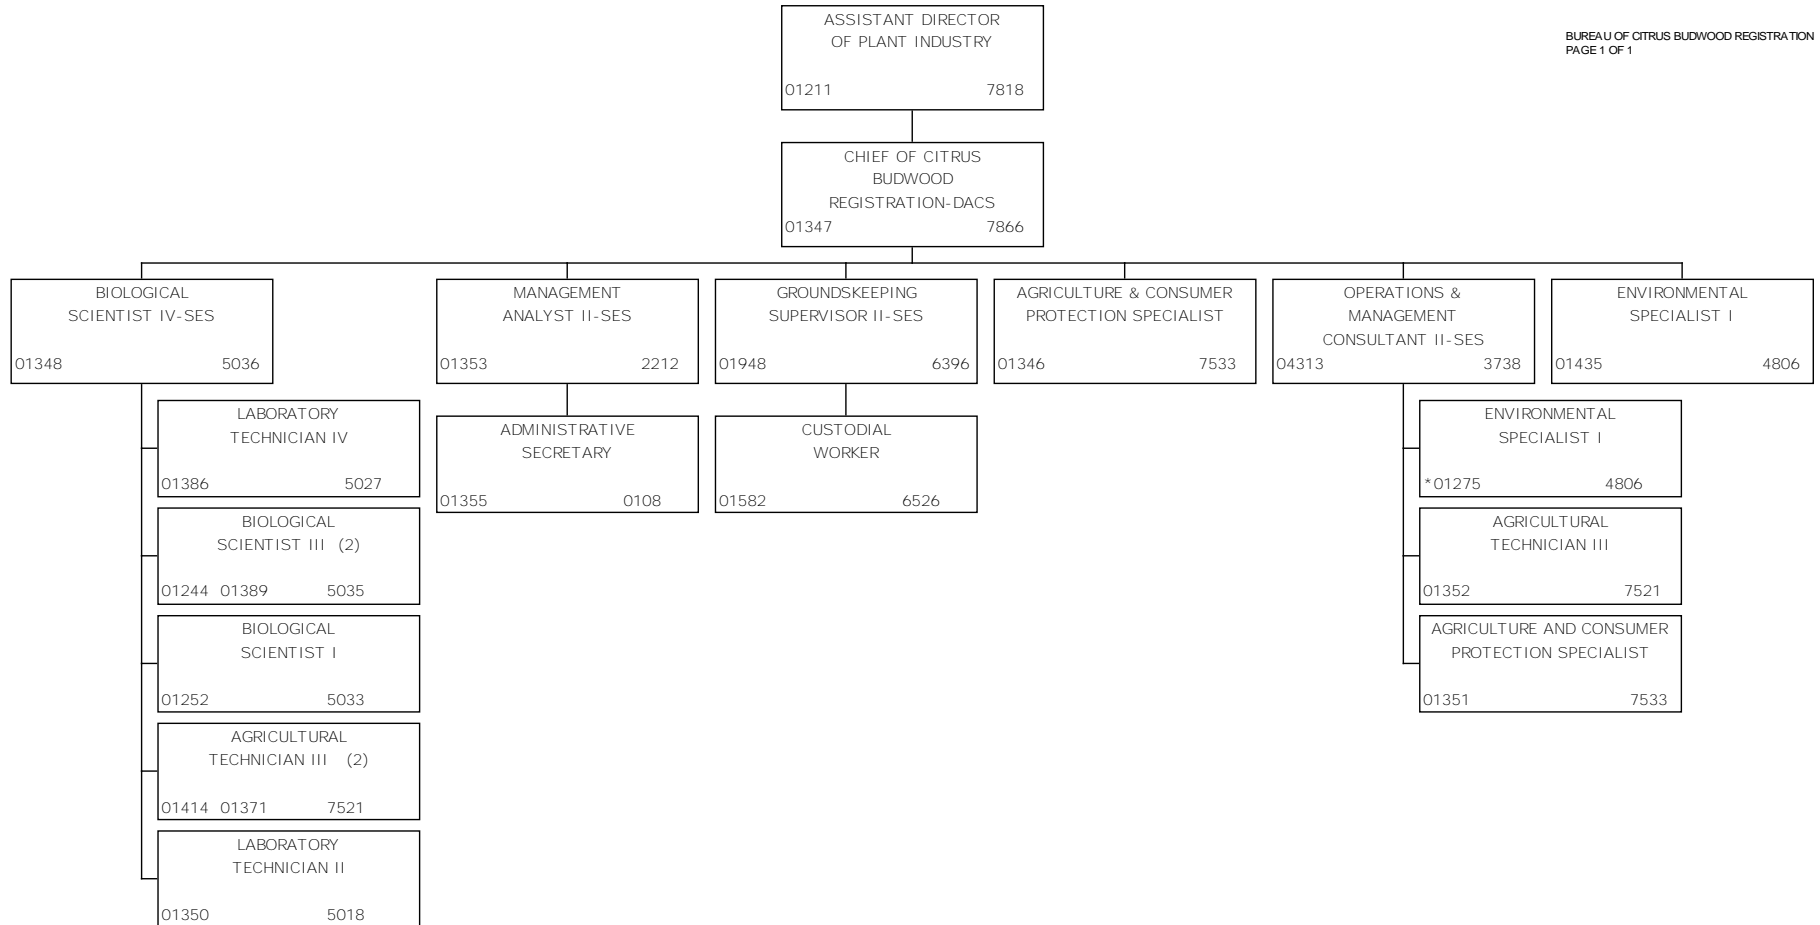 BUREAU OF CITRUS BUDWOOD REGISTRATION
PAGE 1 OF 1
ASSISTANT DIRECTOR
OF PLANT INDUSTRY
01211 7818
CHIEF OF CITRUS
BUDWOOD
REGISTRATION-DACS
01347 7866
BIOLOGICAL
SCIENTIST IV-SES
01348 5036
MANAGEMENT
ANALYST II-SES
01353 2212
GROUNDSKEEPING
SUPERVISOR II-SES
01948 6396
AGRICULTURE & CONSUMER
PROTECTION SPECIALIST
01346 7533
OPERATIONS &
MANAGEMENT
CONSULTANT II-SES
04313 3738
ENVIRONMENTAL
SPECIALIST I
01435 4806
LABORATORY
TECHNICIAN IV
01386 5027
BIOLOGICAL
SCIENTIST III (2)
01244 01389 5035
BIOLOGICAL
SCIENTIST I
01252 5033
AGRICULTURAL
TECHNICIAN III (2)
01414 01371 7521
LABORATORY
TECHNICIAN II
01350 5018
ADMINISTRATIVE
SECRETARY
01355 0108
CUSTODIAL
WORKER
01582 6526
ENVIRONMENTAL
SPECIALIST I
*01275 4806
AGRICULTURAL
TECHNICIAN III
01352 7521
AGRICULTURE AND CONSUMER
PROTECTION SPECIALIST
01351 7533